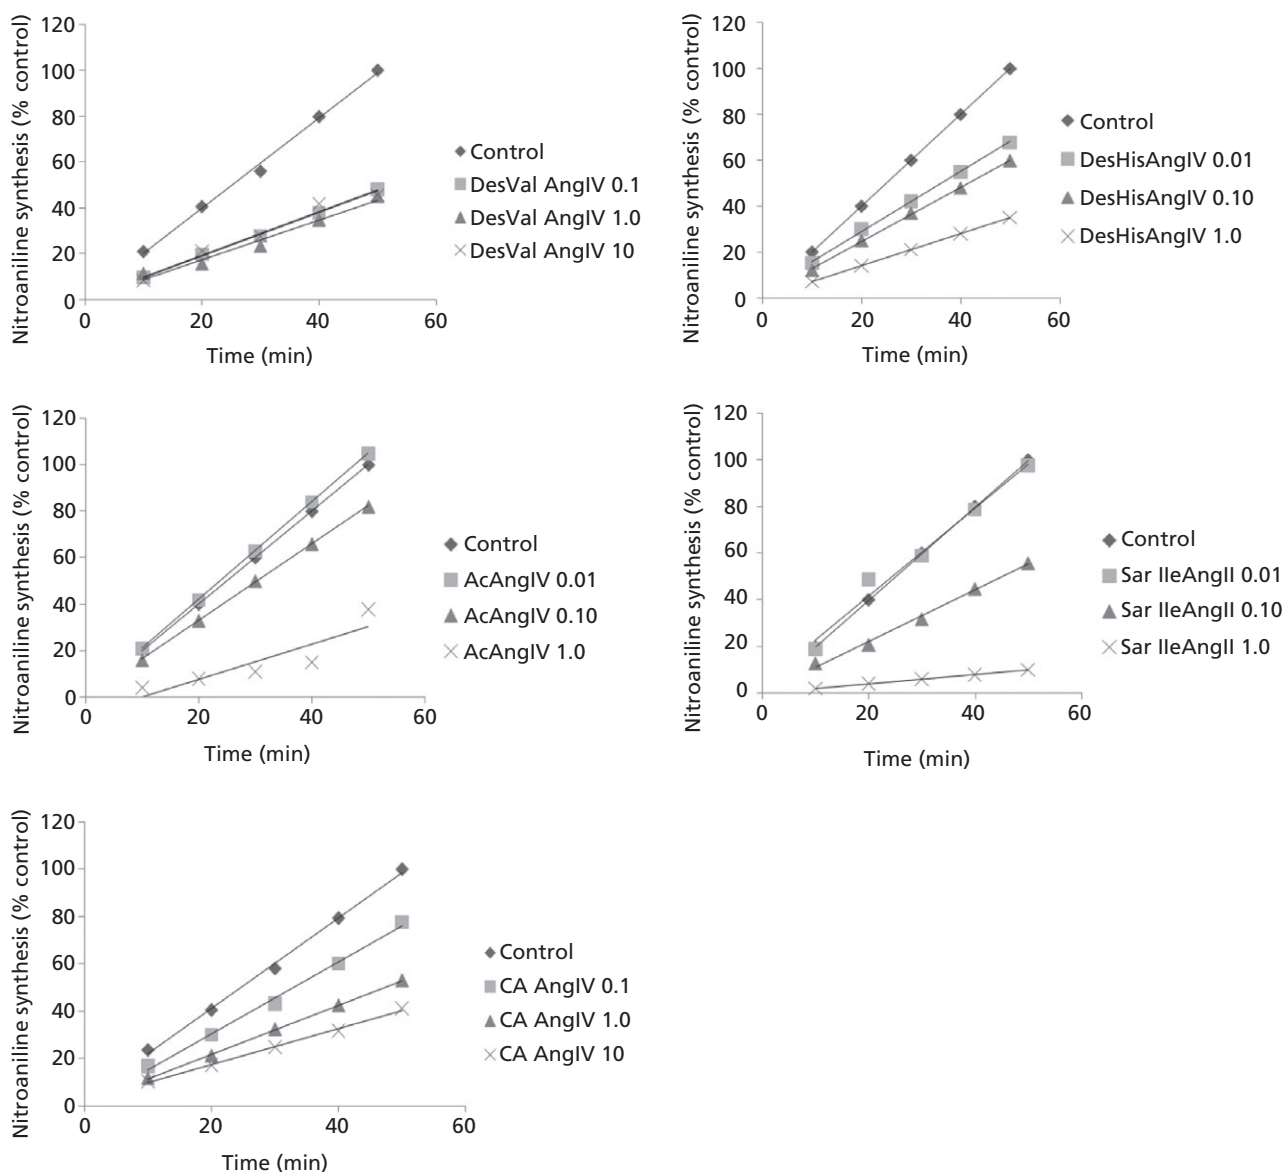 Nitroaniline synthesis (% control)
120
100
80
60
40
20
0
0 20 40 60
Time (min)
Control
DesVal AngIV 0.1
DesVal AngIV 1.0
DesVal AngIV 10
Nitroaniline synthesis (% control)
120
100
80
60
40
20
0
0 20 40 60
Time (min)
Control
DesHisAngIV 0.01
DesHisAngIV 0.10
DesHisAngIV 1.0
Nitroaniline synthesis (% control)
120
100
80
60
40
20
0
0 20 40 60
Time (min)
Control
AcAngIV 0.01
AcAngIV 0.10
AcAngIV 1.0
Nitroaniline synthesis (% control)
120
100
80
60
40
20
0
0 20 40 60
Time (min)
Control
Sar IleAngII 0.01
Sar IleAngII 0.10
Sar IleAngII 1.0
Nitroaniline synthesis (% control)
120
100
80
60
40
20
0
0 20 40 60
Time (min)
Control
CA AngIV 0.1
CA AngIV 1.0
CA AngIV 10